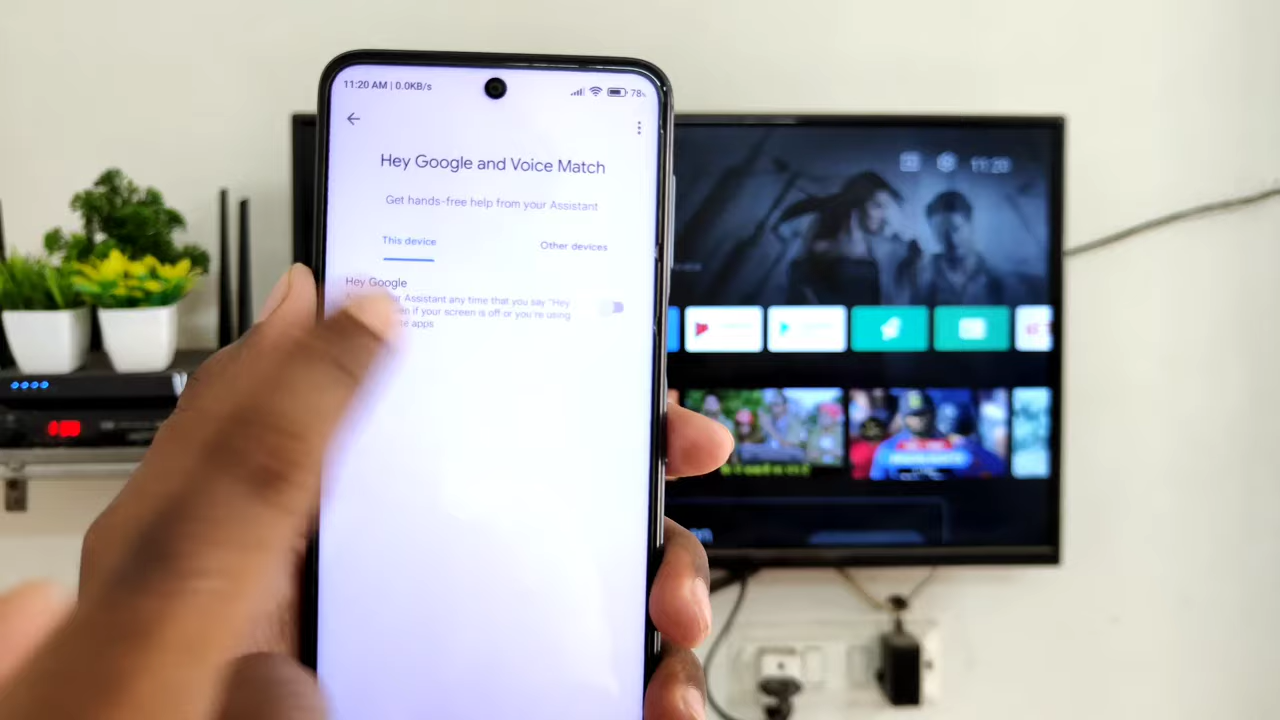 11:20 AM | 0.0KB/s
78%
Hey Google and Voice Match
Get hands-free help from your Assistant
This device
Other devices
Hey Google
Assistant any time that you say "Hey
if your screen is off or you're using
apps
11:20